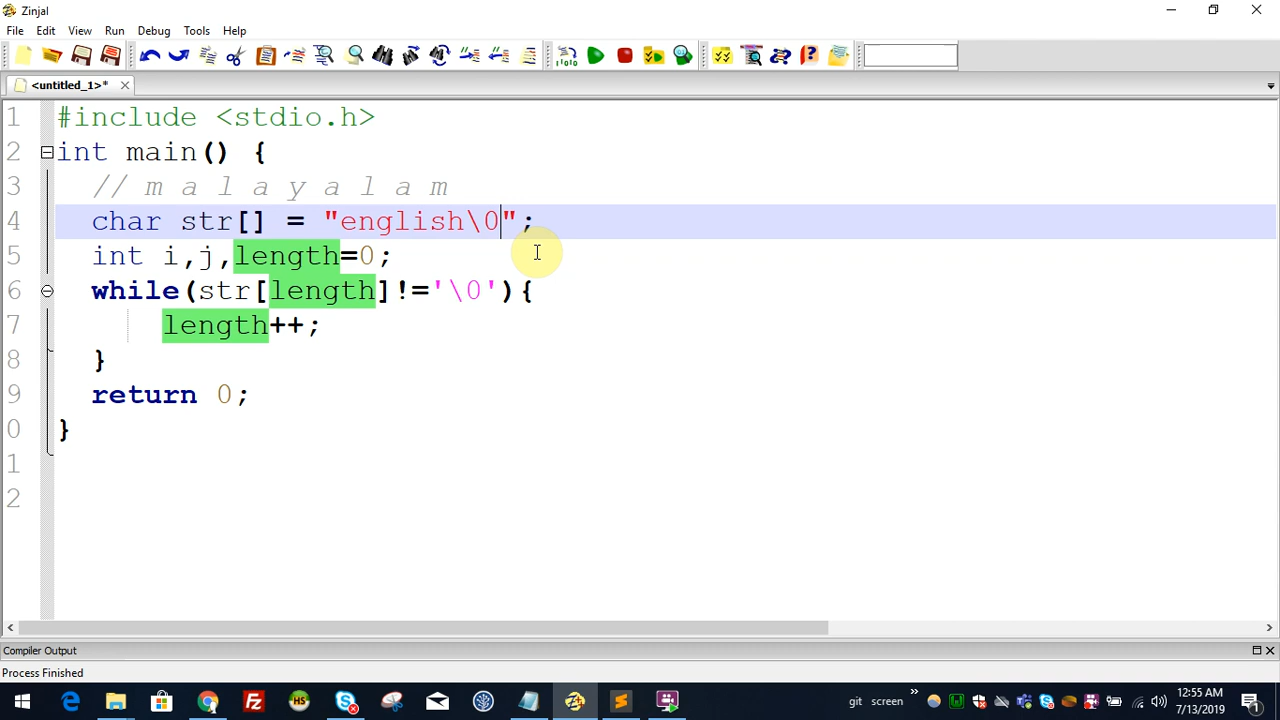 Zinjal
File Edit View Run Debug Tools Help
<untitled_1>*
1 #include <stdio.h>
2 int main() {
3 // m a l a y a l a m
4 char str[] = "english\0";
5 int i,j,length=0;
6 while(str[length]!='\0'){
7 length++;
8 }
9 return 0;
0 }
1
2
Compiler Output
Process Finished
git screen
12:55 AM
7/13/2019